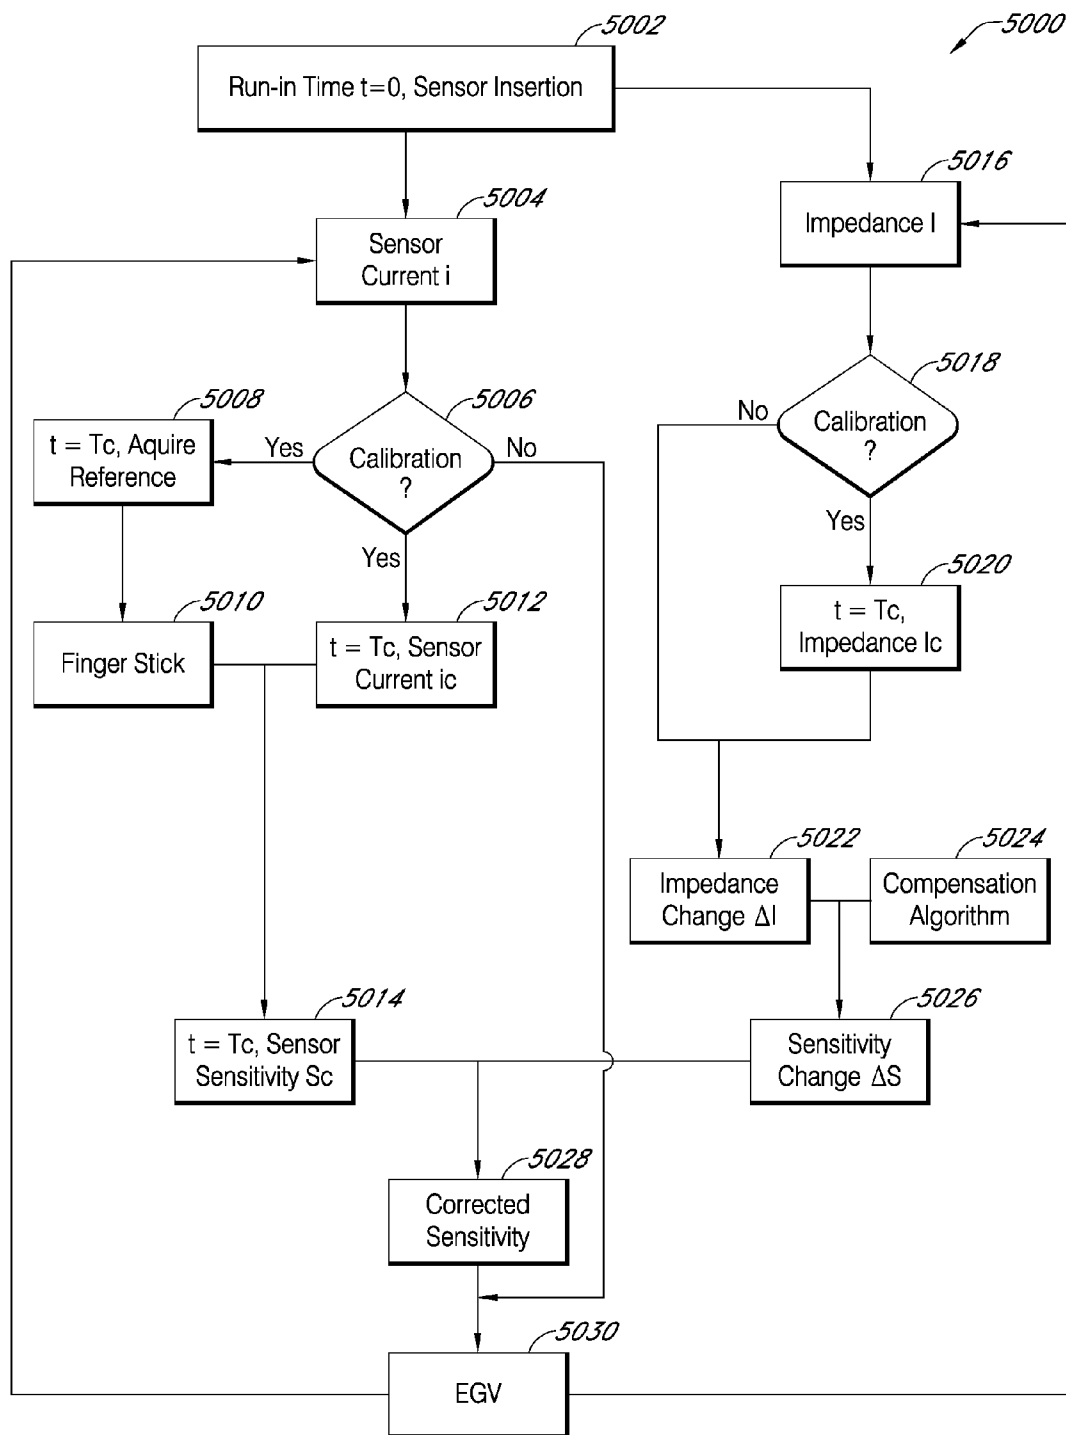 5002
5000
Run-in Time t=0, Sensor Insertion
5016
Impedance I
5004
Sensor
Current i
5018
Calibration
?
No
Yes
5006
Calibration
?
Yes
No
Yes
5008
t = Tc, Aquire
Reference
5020
t = Tc,
Impedance Ic
5010
Finger Stick
5012
t = Tc, Sensor
Current ic
5022
Impedance
Change ΔI
5024
Compensation
Algorithm
5014
t = Tc, Sensor
Sensitivity Sc
5026
Sensitivity
Change ΔS
5028
Corrected
Sensitivity
5030
EGV